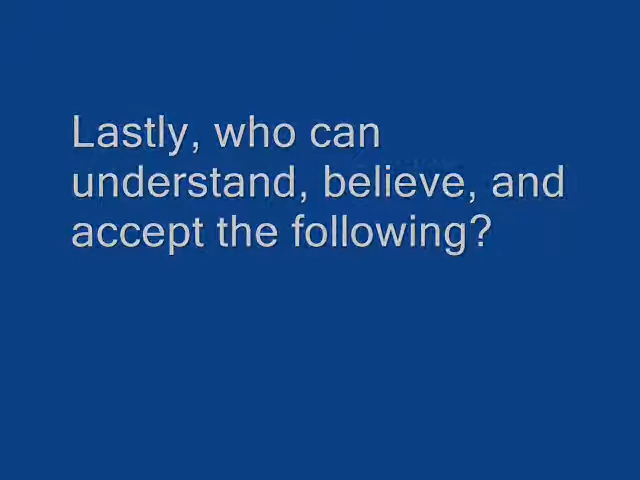 Lastly, who can
understand, believe, and
accept the following?